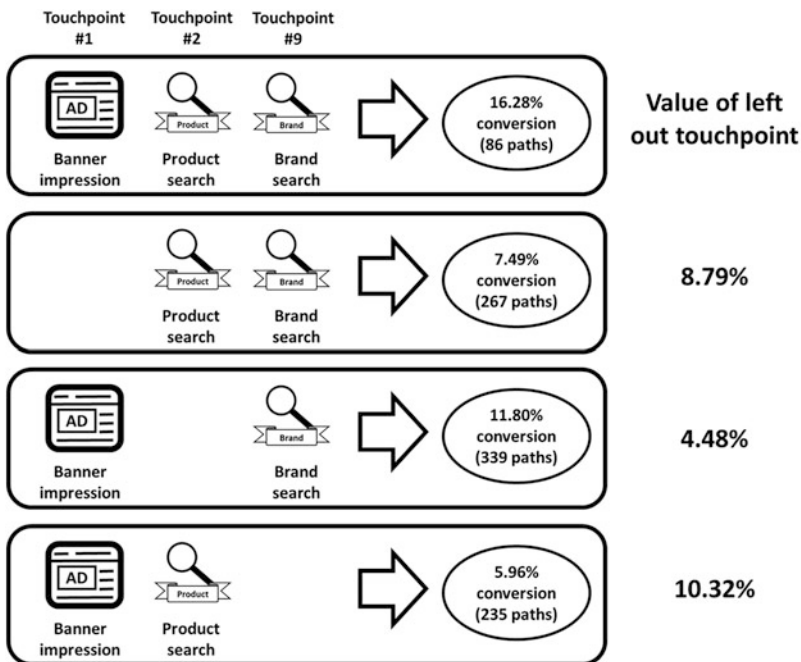 Touchpoint #1
Touchpoint #2
Touchpoint #9
AD
Product
Brand
Banner impression
Product search
Brand search
16.28%
conversion
(86 paths)
Value of left
out touchpoint
Product
Brand
Product search
Brand search
7.49%
conversion
(267 paths)
8.79%
AD
Brand
Banner impression
Brand search
11.80%
conversion
(339 paths)
4.48%
AD
Product
Banner impression
Product search
5.96%
conversion
(235 paths)
10.32%